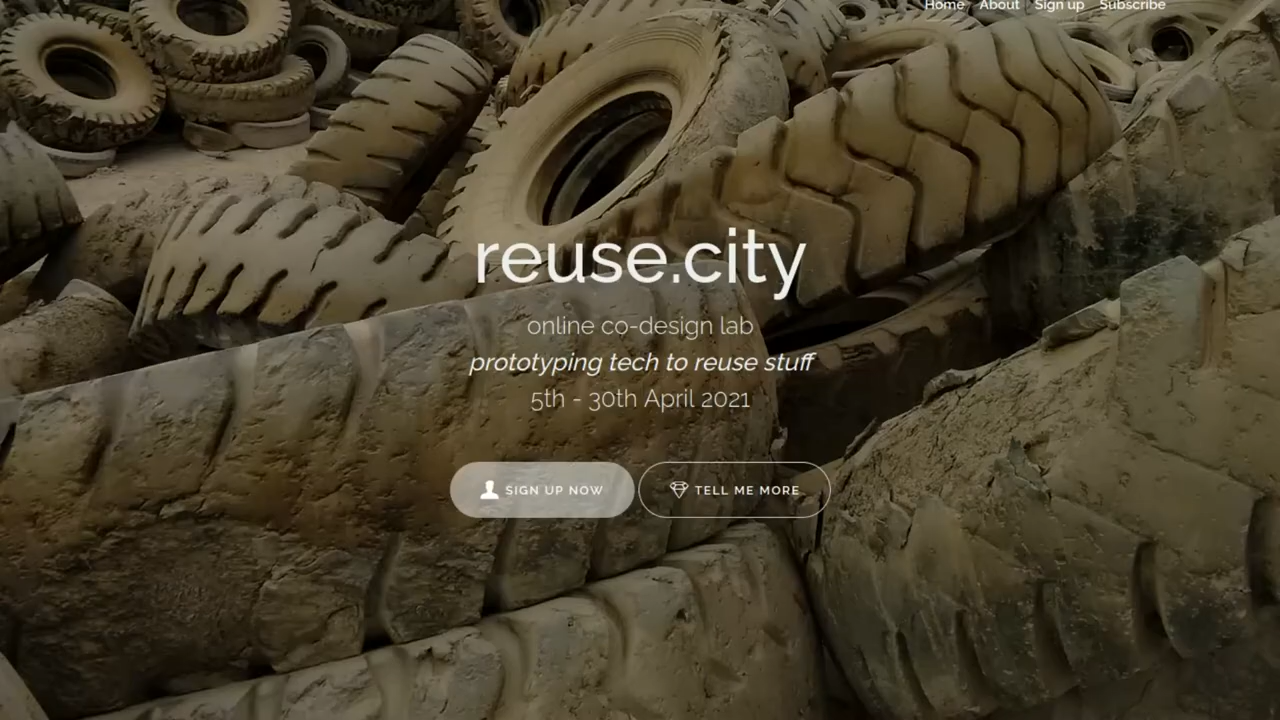 Home About Sign up Subscribe
reuse.city
online co-design lab
prototyping tech to reuse stuff
5th - 30th April 2021
SIGN UP NOW TELL ME MORE